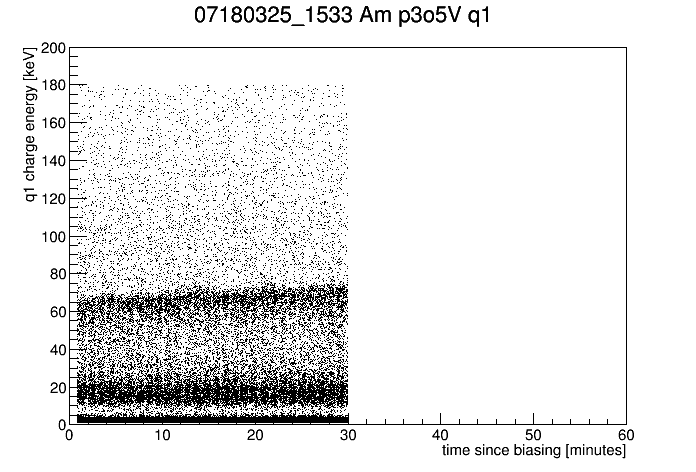 07180325_1533 Am p3o5V q1
q1 charge energy [keV]
200
180
160
140
120
100
80
60
40
20
0
0 10 20 30 40 50 60
time since biasing [minutes]